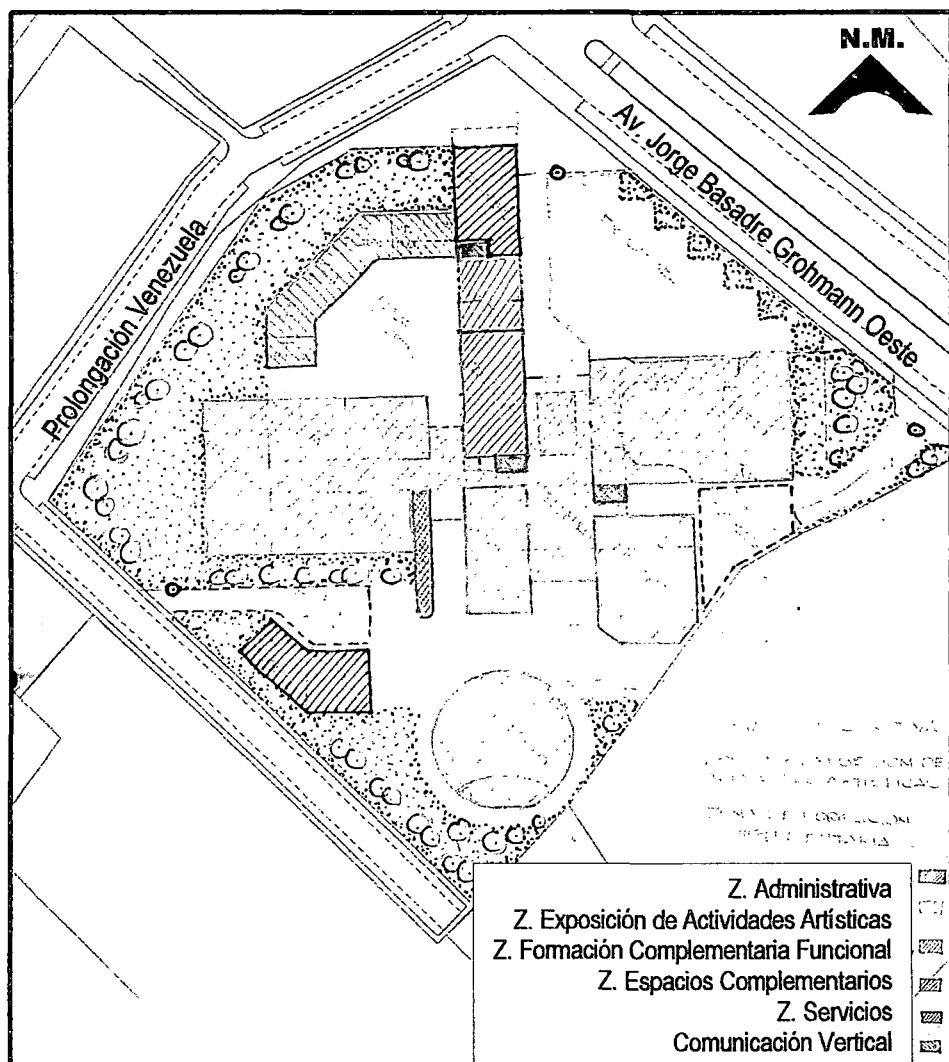 N.M.
Av. Jorge Basadre Grohmann Oeste
Prolongación Venezuela
Z. Administrativa
Z. Exposición de Actividades Artísticas
Z. Formación Complementaria Funcional
Z. Espacios Complementarios
Z. Servicios
Comunicación Vertical